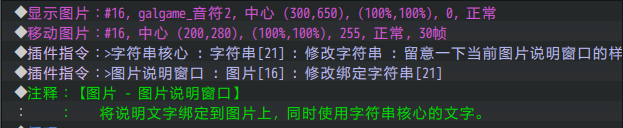 ◆显示图片：#16, galgame_音符2, 中心 (300,650), (100%,100%), 0, 正常
◆移动图片：#16, 中心 (200,280), (100%,100%), 255, 正常, 30帧
◆插件指令：>字符串核心 : 字符串[21] : 修改字符串 : 留意一下当前图片说明窗口的样
◆插件指令：>图片说明窗口 : 图片[16] : 修改绑定字符串[21]
◆注释：【图片 - 图片说明窗口】
：　　：　　将说明文字绑定到图片上，同时使用字符串核心的文字。